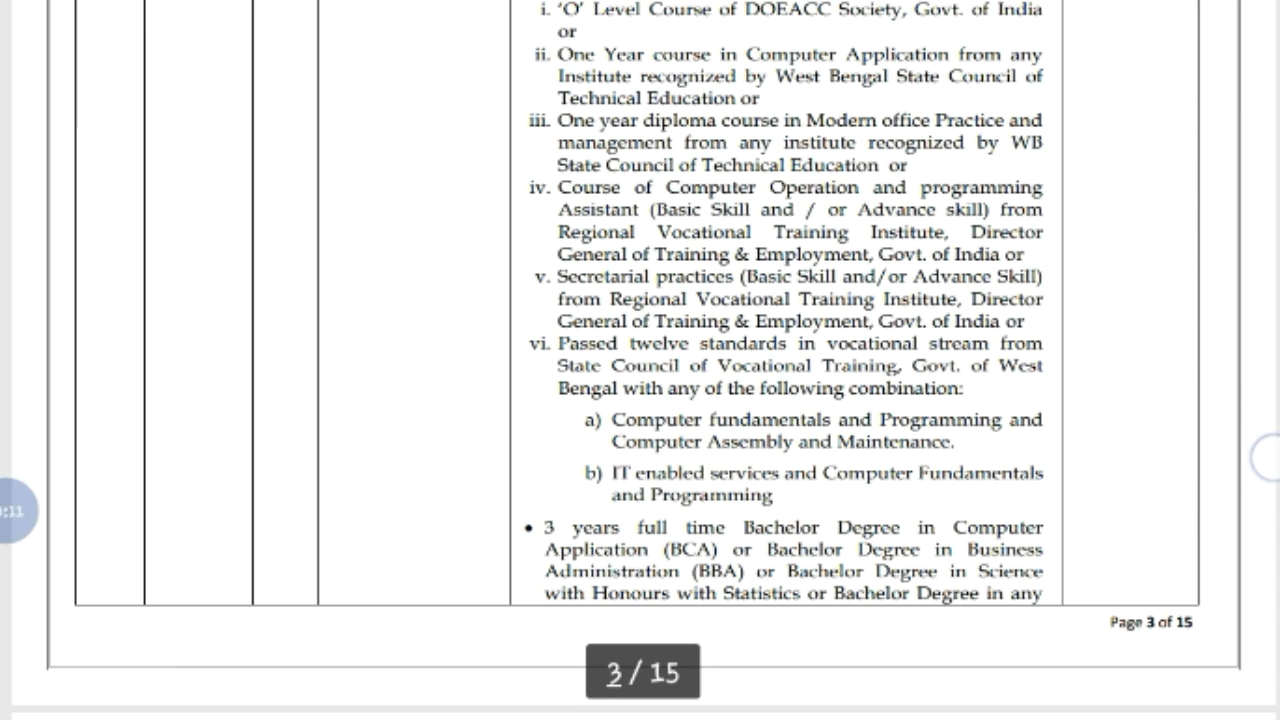 i. ‘O’ Level Course of DOEACC Society, Govt. of India
or
ii. One Year course in Computer Application from any
Institute recognized by West Bengal State Council of
Technical Education or
iii. One year diploma course in Modern office Practice and
management from any institute recognized by WB
State Council of Technical Education or
iv. Course of Computer Operation and programming
Assistant (Basic Skill and / or Advance skill) from
Regional Vocational Training Institute, Director
General of Training & Employment, Govt. of India or
v. Secretarial practices (Basic Skill and/or Advance Skill)
from Regional Vocational Training Institute, Director
General of Training & Employment, Govt. of India or
vi. Passed twelve standards in vocational stream from
State Council of Vocational Training, Govt. of West
Bengal with any of the following combination:
a) Computer fundamentals and Programming and
Computer Assembly and Maintenance.
b) IT enabled services and Computer Fundamentals
and Programming
:11
• 3 years full time Bachelor Degree in Computer
Application (BCA) or Bachelor Degree in Business
Administration (BBA) or Bachelor Degree in Science
with Honours with Statistics or Bachelor Degree in any
Page 3 of 15
3 / 15